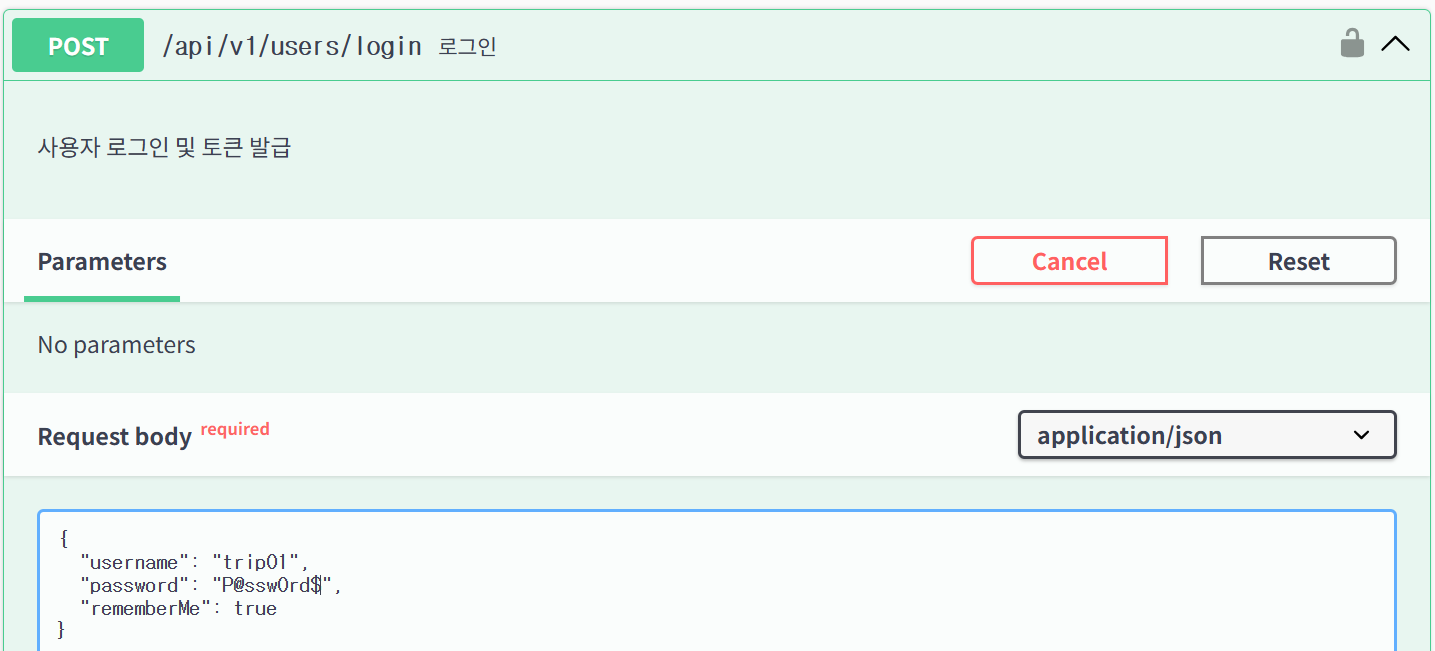 POST /api/v1/users/login 로그인
사용자 로그인 및 토큰 발급
Parameters Cancel Reset
No parameters
Request body required application/json
{
"username": "trip01",
"password": "P@ssw0rd$",
"rememberMe": true
}